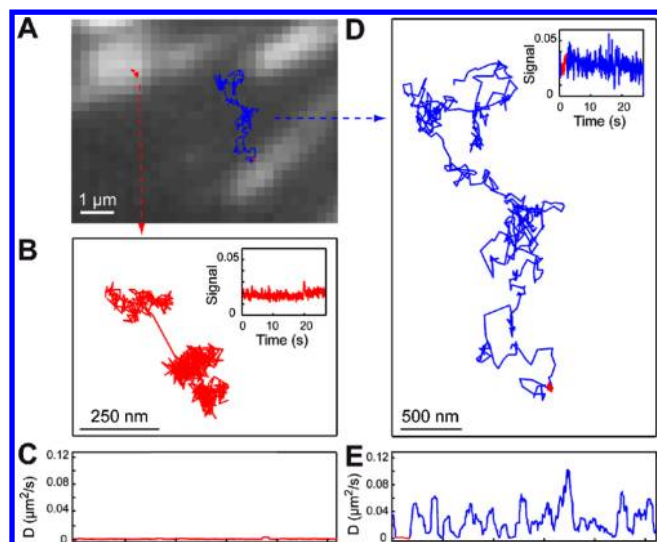 A
1 µm
B
Signal
0.05
0
0 10 20
Time (s)
250 nm
C
D (µm²/s)
0.12
0.08
0.04
0
D
Signal
0.05
0
0 10 20
Time (s)
500 nm
E
D (µm²/s)
0.12
0.08
0.04
0